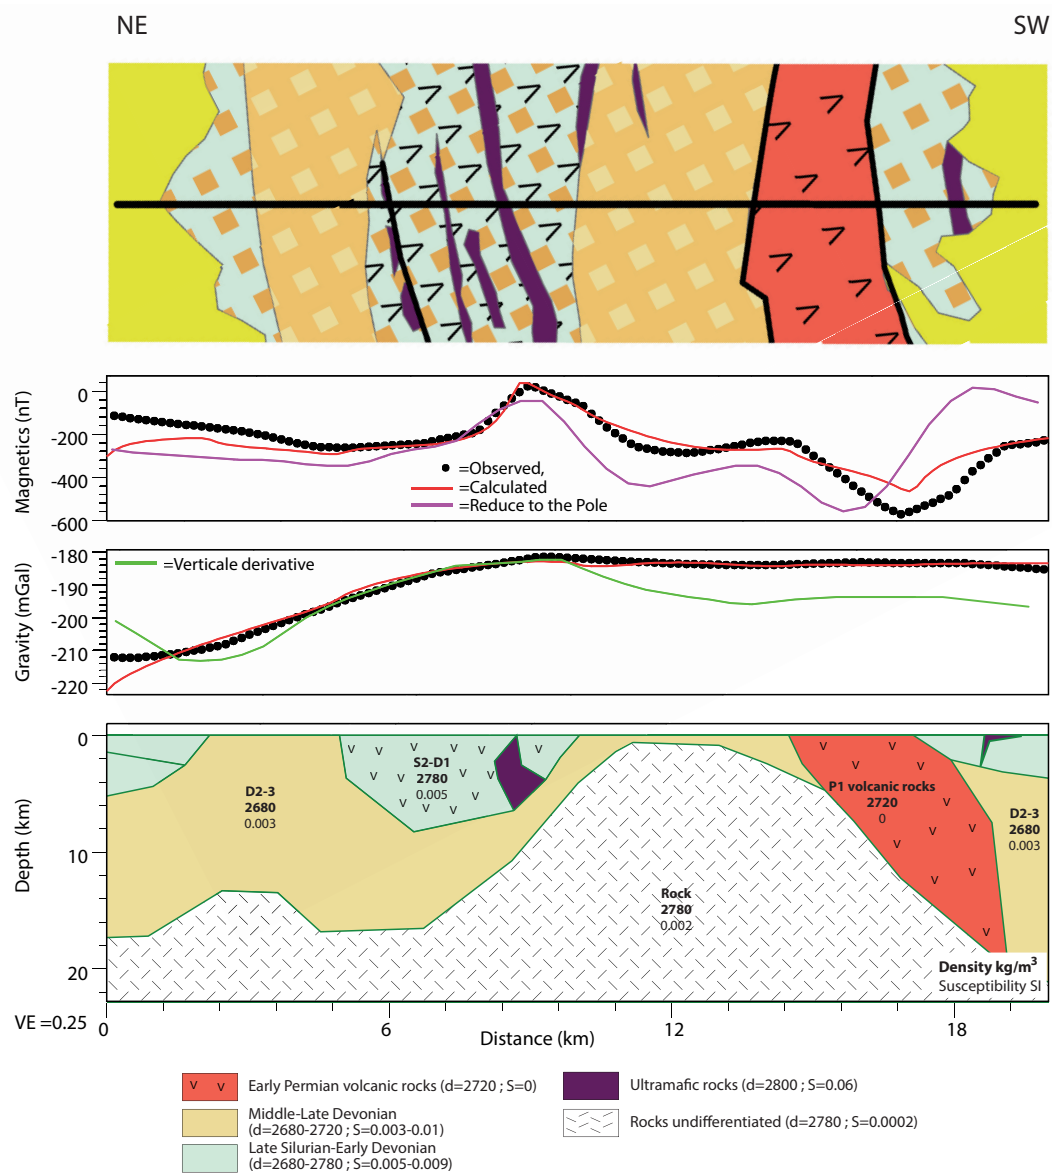 NE
SW
Magnetics (nT)
0
-200
-400
-600
=Observed,
=Calculated
=Reduce to the Pole
Gravity (mGal)
-180
-190
-200
-210
-220
=Verticale derivative
Depth (km)
0
10
20
D2-3
2680
0.003
S2-D1
2780
0.005
P1 volcanic rocks
2720
0
D2-3
2680
0.003
Rock
2780
0.002
Density kg/m³
Susceptibility SI
VE =0.25
0
6
12
18
Distance (km)
Early Permian volcanic rocks (d=2720 ; S=0)
Middle-Late Devonian
(d=2680-2720 ; S=0.003-0.01)
Late Silurian-Early Devonian
(d=2680-2780 ; S=0.005-0.009)
Ultramafic rocks (d=2800 ; S=0.06)
Rocks undifferentiated (d=2780 ; S=0.0002)